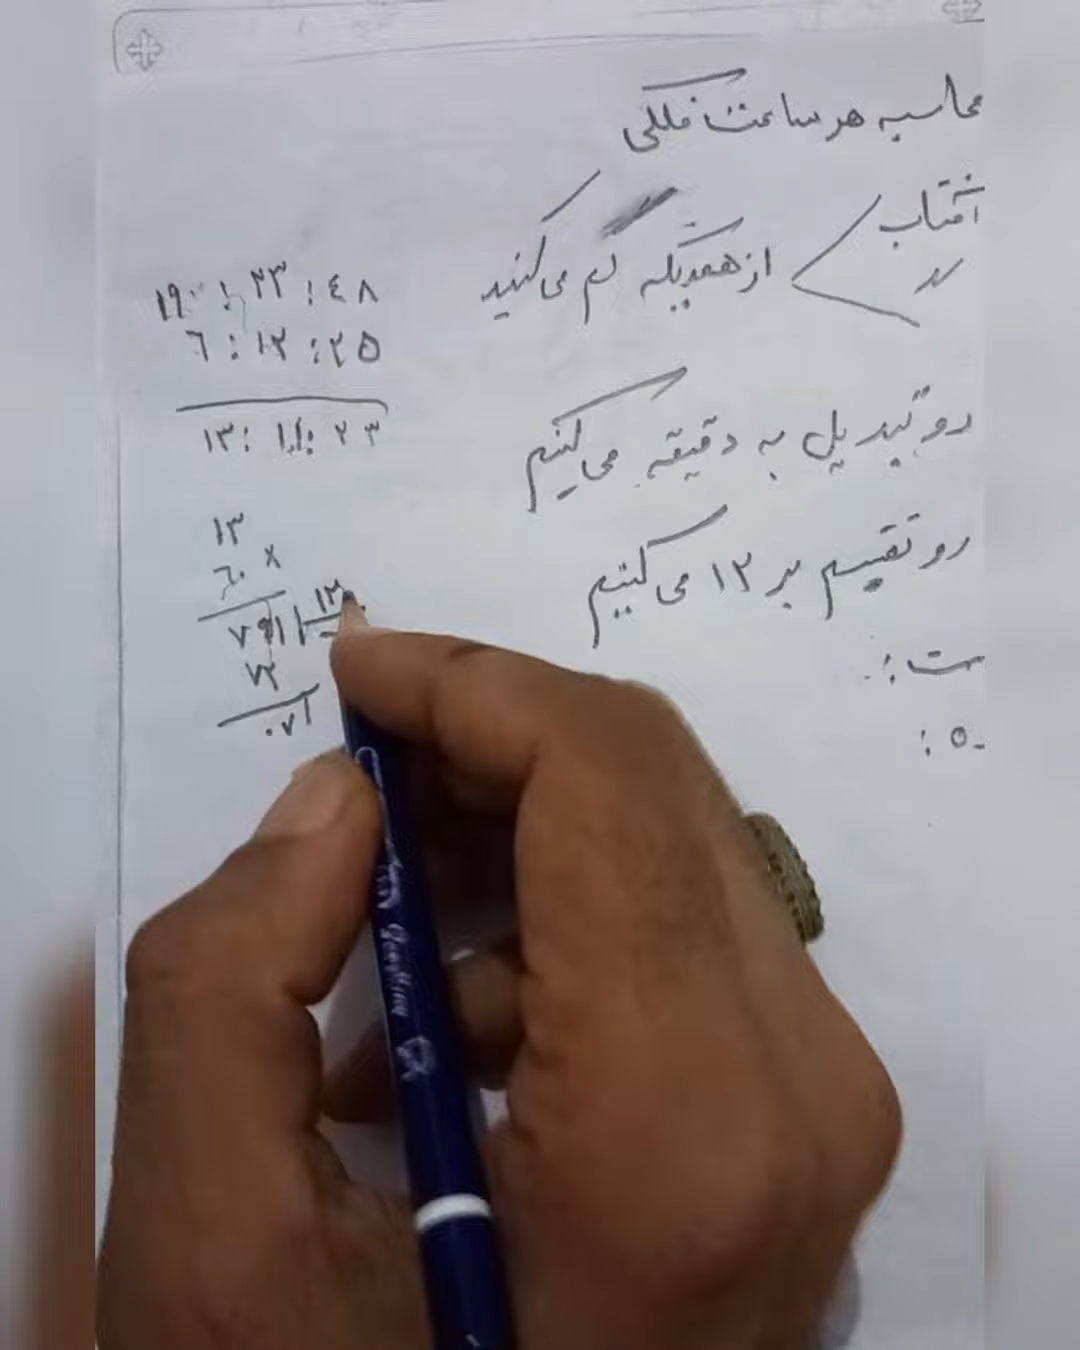 محاسبه هر ساعت فلکی
آفتاب
از همدیگه کم می‌کنید
۱۹ : ۲۳ : ٤۸
٦ : ۱۲ : ۲۵
۱۳ : ۱۱ : ۲۳
رو تبدیل به دقیقه می‌کنیم
رو تقسیم بر ۱۲ می‌کنیم
۱۳
٦۰ ×
۷۹۱ ۱۲
۷۲
۰۷۱